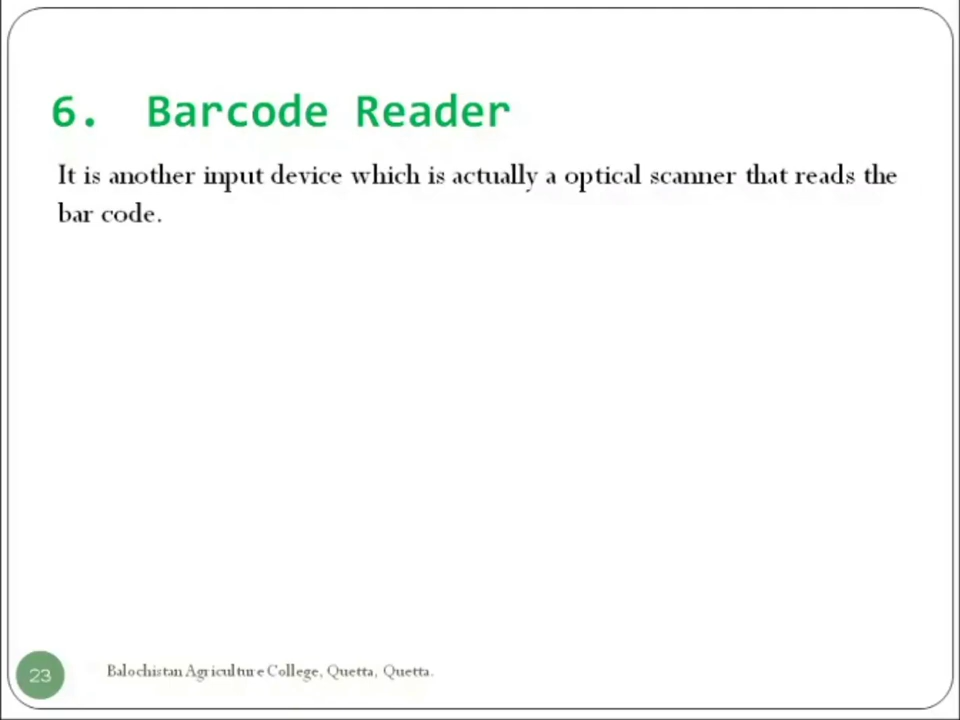 6. Barcode Reader
It is another input device which is actually a optical scanner that reads the
bar code.
23
Balochistan Agriculture College, Quetta, Quetta.